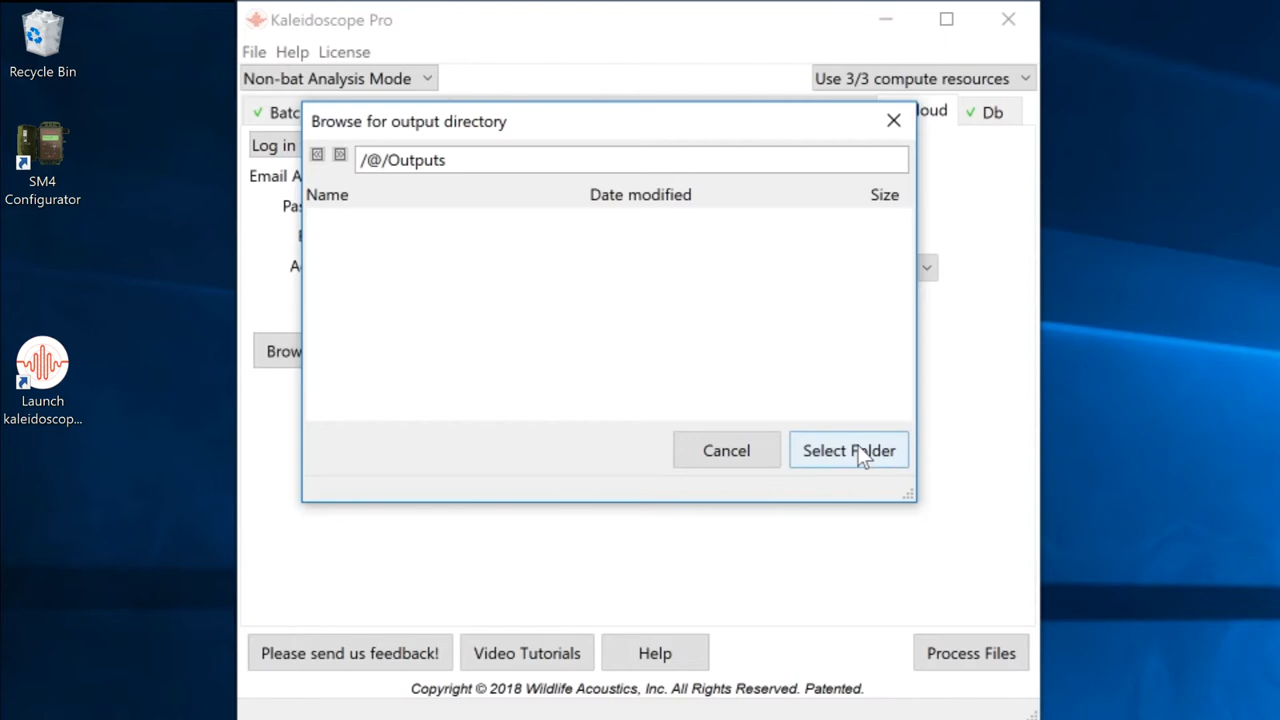 Recycle Bin
SM4
Configurator
Launch
kaleidoscop...
Kaleidoscope Pro
File Help License
Non-bat Analysis Mode
Use 3/3 compute resources
Batc
loud
Db
Browse for output directory
/@/Outputs
Name Date modified Size
Log in
Email A
Pas
A
Brow
Cancel
Select Folder
Please send us feedback!
Video Tutorials
Help
Process Files
Copyright © 2018 Wildlife Acoustics, Inc. All Rights Reserved. Patented.